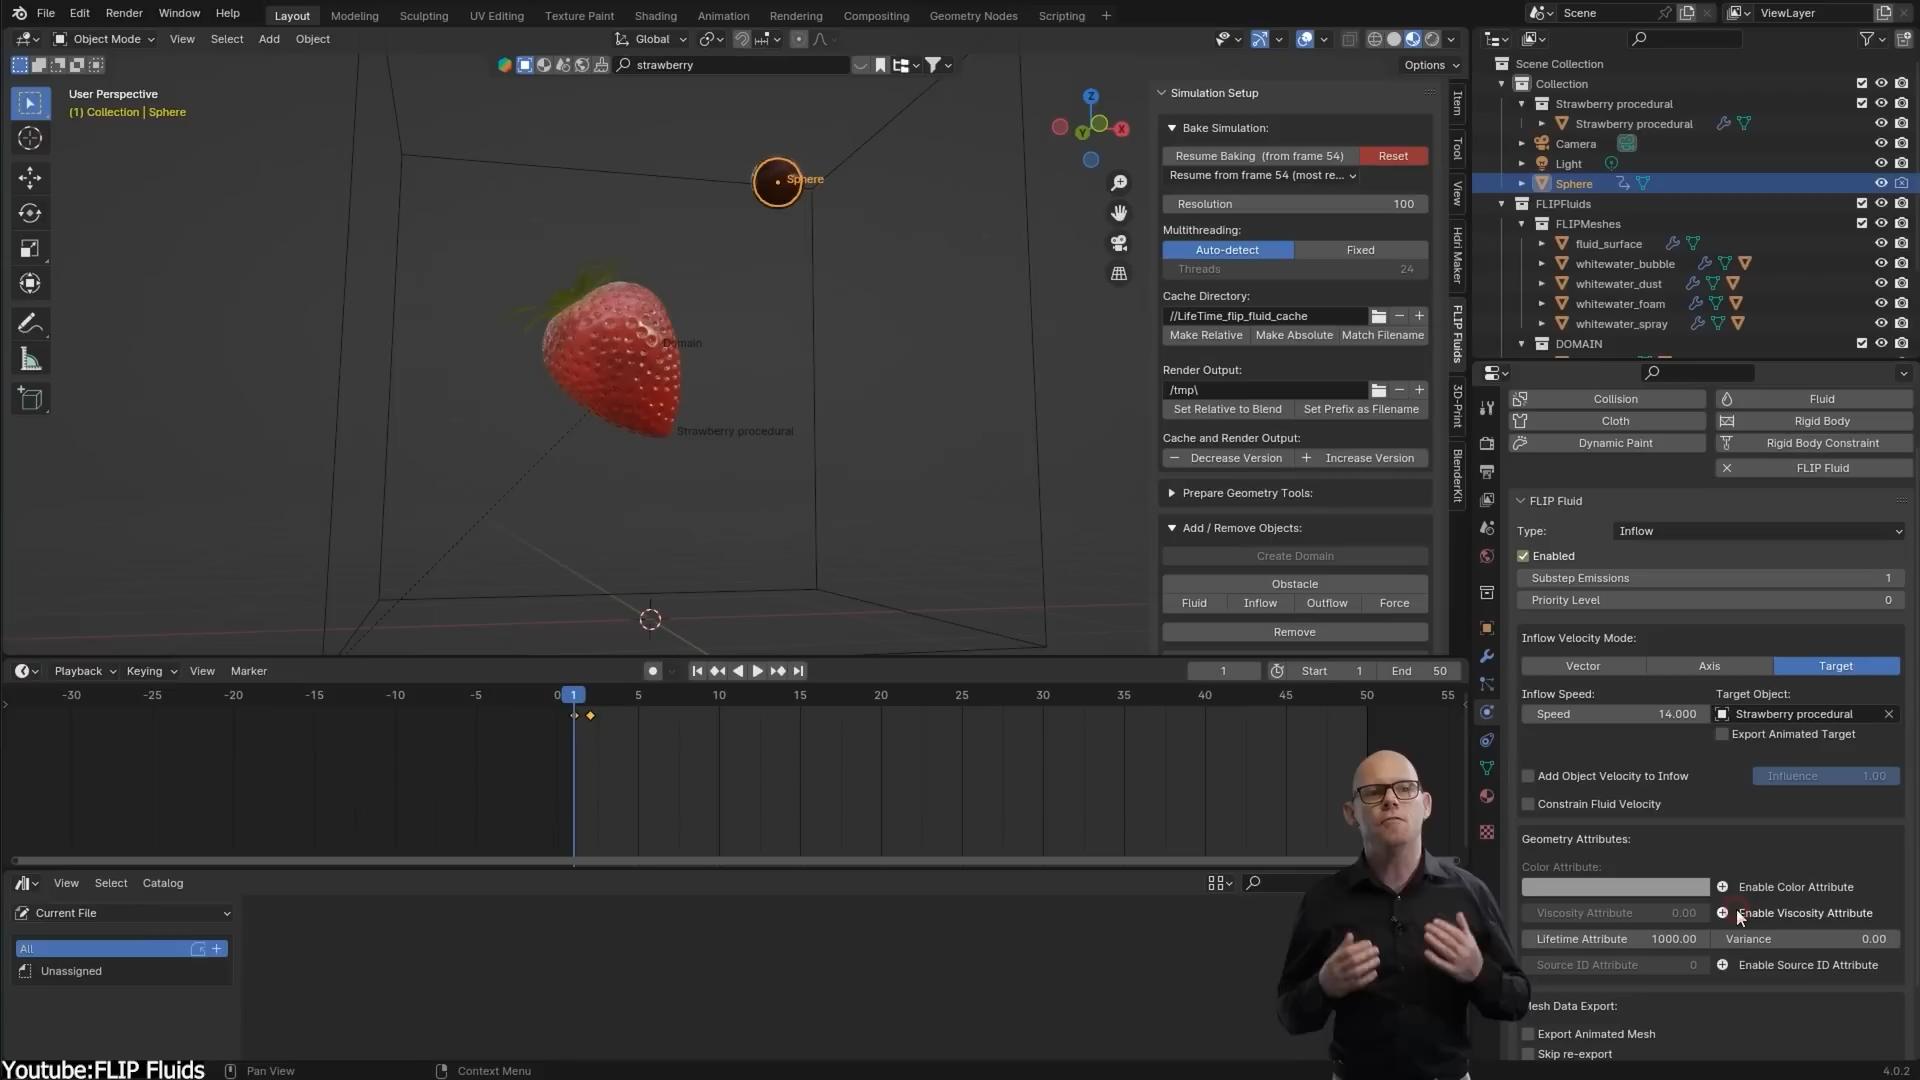 File Edit Render Window Help Layout Modeling Sculpting UV Editing Texture Paint Shading Animation Rendering Compositing Geometry Nodes Scripting + Scene ViewLayer
Object Mode View Select Add Object Global
strawberry Options
User Perspective
(1) Collection | Sphere
Z
X
Y
Sphere
Domain
Strawberry procedural
Simulation Setup
Bake Simulation:
Resume Baking (from frame 54) Reset
Resume from frame 54 (most re...
Resolution 100
Multithreading:
Auto-detect Fixed
Threads 24
Cache Directory:
//LifeTime_flip_fluid_cache
Make Relative Make Absolute Match Filename
Render Output:
/tmp\
Set Relative to Blend Set Prefix as Filename
Cache and Render Output:
Decrease Version Increase Version
Prepare Geometry Tools:
Add / Remove Objects:
Create Domain
Obstacle
Fluid Inflow Outflow Force
Remove
Item
Tool
View
Hdri Maker
FLIP Fluids
3D-Print
BlenderKit
Scene Collection
Collection
Strawberry procedural
Strawberry procedural
Camera
Light
Sphere
FLIPFluids
FLIPMeshes
fluid_surface
whitewater_bubble
whitewater_dust
whitewater_foam
whitewater_spray
DOMAIN
Collision Fluid
Cloth Rigid Body
Dynamic Paint Rigid Body Constraint
FLIP Fluid
FLIP Fluid
Type: Inflow
Enabled
Substep Emissions 1
Priority Level 0
Inflow Velocity Mode:
Vector Axis Target
Inflow Speed: Target Object:
Speed 14.000 Strawberry procedural
Export Animated Target
Add Object Velocity to Infow Influence 1.00
Constrain Fluid Velocity
Geometry Attributes:
Color Attribute:
Enable Color Attribute
Viscosity Attribute 0.00 Enable Viscosity Attribute
Lifetime Attribute 1000.00 Variance 0.00
Source ID Attribute 0 Enable Source ID Attribute
Mesh Data Export:
Export Animated Mesh
Skip re-export
Playback Keying View Marker 1 Start 1 End 50
-30 -25 -20 -15 -10 -5 0 1 5 10 15 20 25 30 35 40 45 50 55
View Select Catalog
Current File
All
Unassigned
Youtube:FLIP Fluids Pan View Context Menu 4.0.2